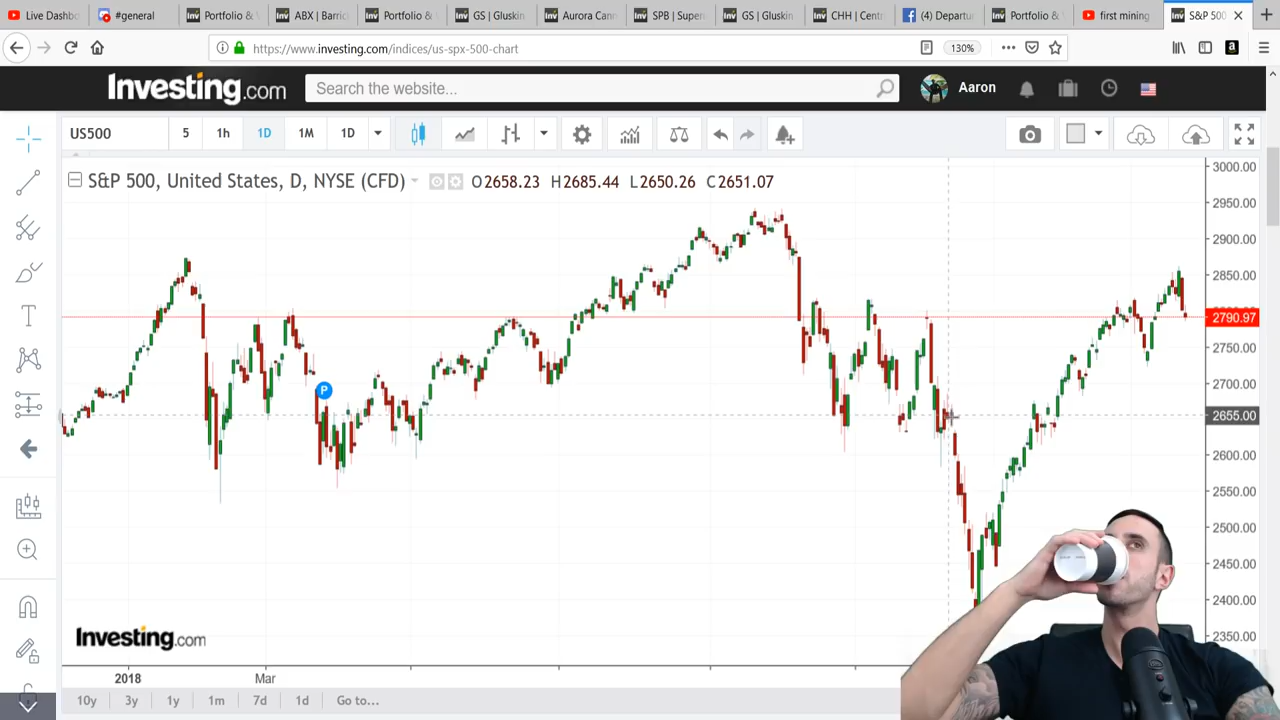 Live Dashb
#general
Portfolio &
ABX | Barric
Portfolio &
GS | Gluski
Aurora Cann
SPB | Super
GS | Gluski
CHH | Centr
(4) Departu
Portfolio &
first mining
S&P 500
https://www.investing.com/indices/us-spx-500-chart
130%
Investing.com
Search the website...
Aaron
US500
5
1h
1D
1M
1D
S&P 500, United States, D, NYSE (CFD)
O2658.23 H2685.44 L2650.26 C2651.07
3000.00
2950.00
2900.00
2850.00
2790.97
2750.00
2700.00
2655.00
2600.00
2550.00
2500.00
2450.00
2400.00
2350.00
P
T
Investing.com
2018
Mar
10y
3y
1y
1m
7d
1d
Go to...